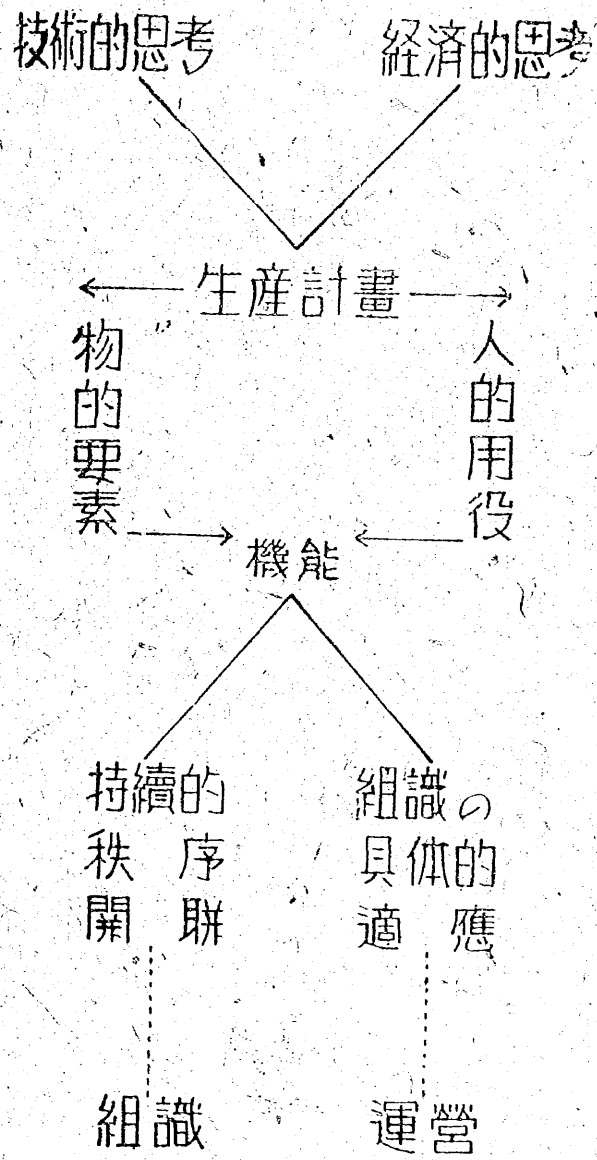 技術的思考
経済的思考
生産計畫
物的要素
人的用役
機能
持續的
秩序
開聯
組識の
具体的
適應
組識
運營